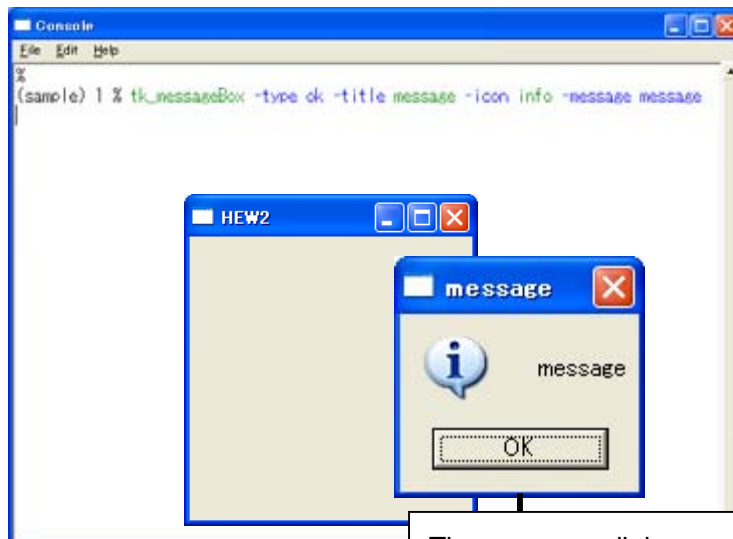 Console
File Edit Help
%
(sample) 1 % tk_messageBox -type ok -title message -icon info -message message
HEW2
message
message
OK